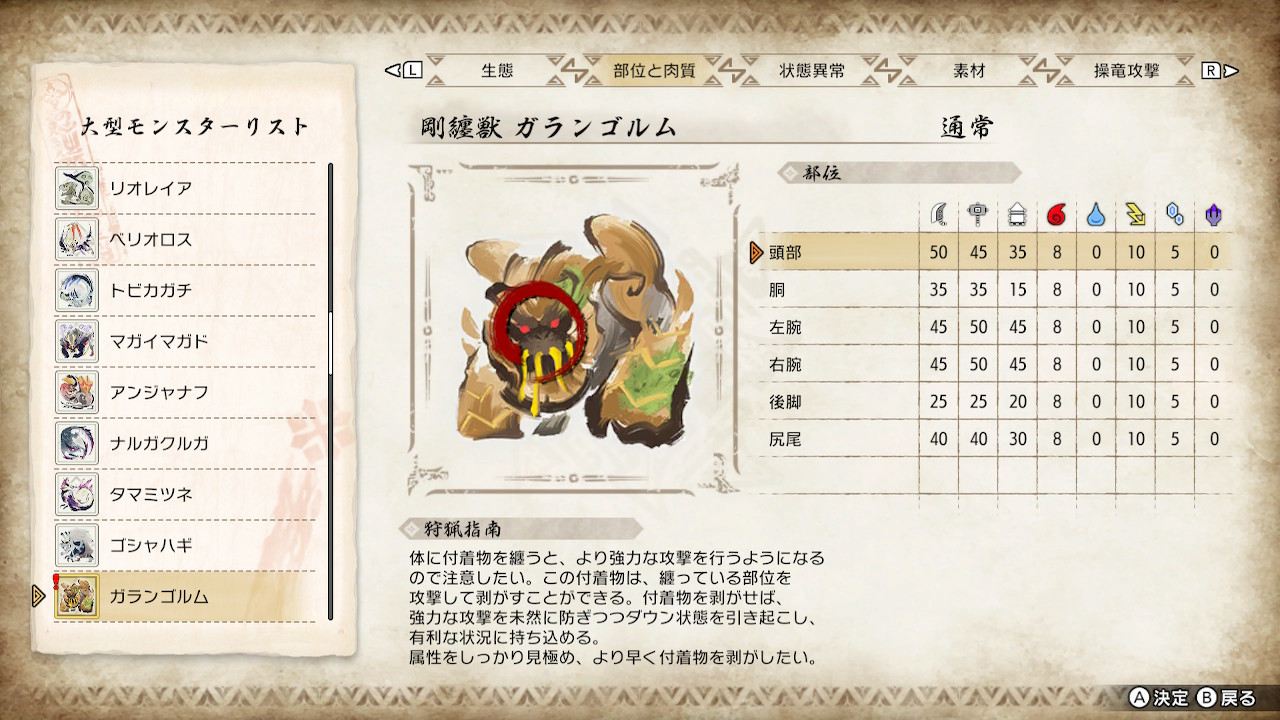 L 生態 部位と肉質 状態異常 素材 操竜攻撃 R
大型モンスターリスト
リオレイア
ベリオロス
トビカガチ
マガイマガド
アンジャナフ
ナルガクルガ
タマミツネ
ゴシャハギ
ガランゴルム
剛纏獣 ガランゴルム 通常
部位
頭部 50 45 35 8 0 10 5 0
胴 35 35 15 8 0 10 5 0
左腕 45 50 45 8 0 10 5 0
右腕 45 50 45 8 0 10 5 0
後脚 25 25 20 8 0 10 5 0
尻尾 40 40 30 8 0 10 5 0
狩猟指南
体に付着物を纏うと、より強力な攻撃を行うようになる
ので注意したい。この付着物は、纏っている部位を
攻撃して剥がすことができる。付着物を剥がせば、
強力な攻撃を未然に防ぎつつダウン状態を引き起こし、
有利な状況に持ち込める。
属性をしっかり見極め、より早く付着物を剥がしたい。
A 決定 B 戻る